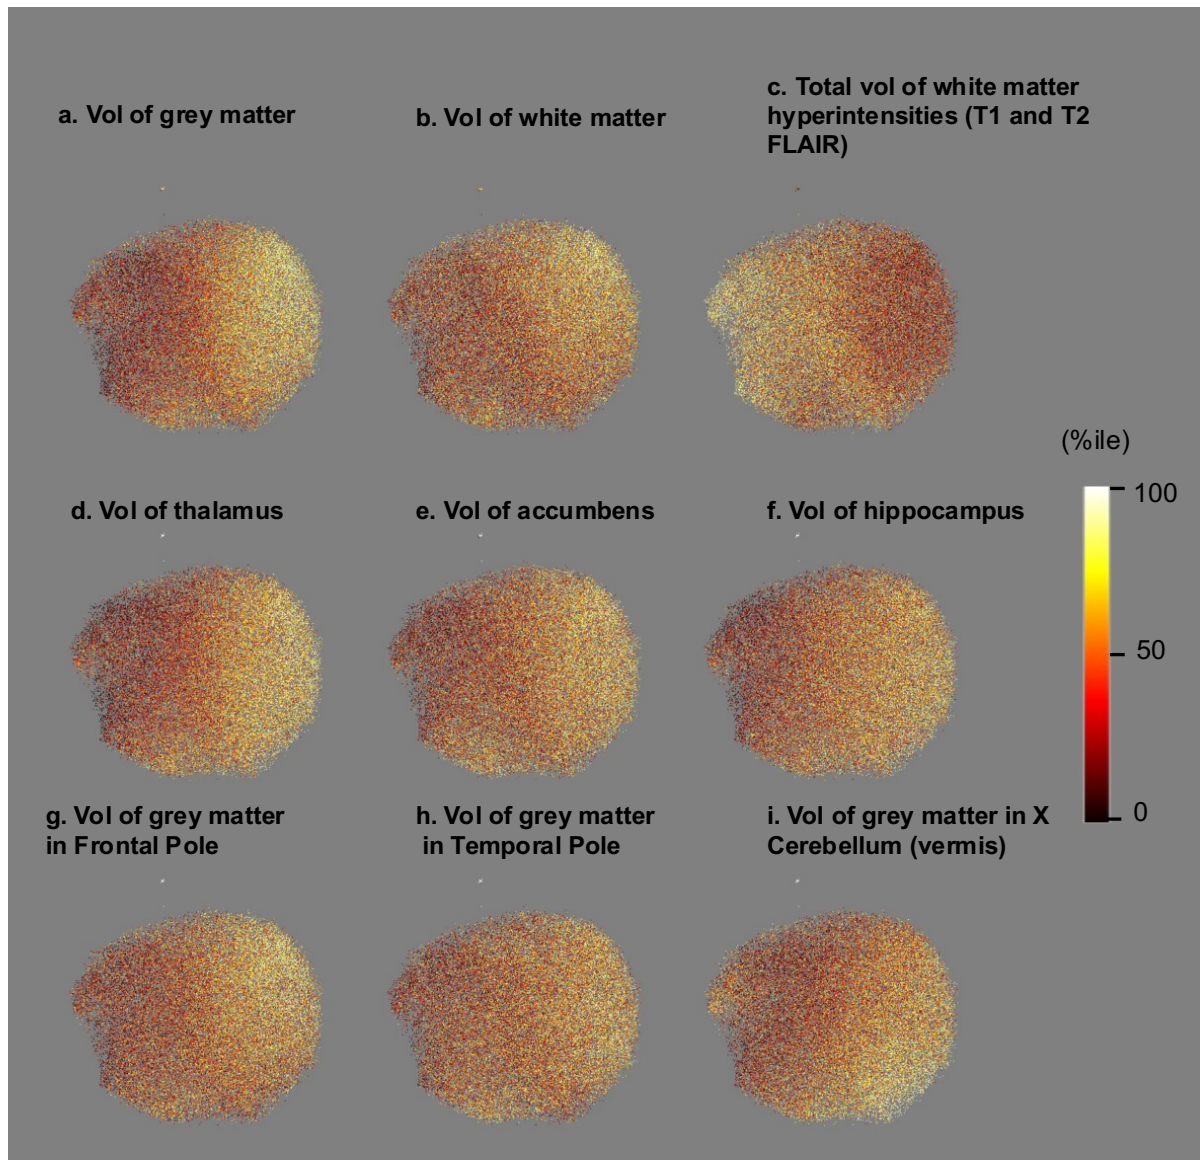 a. Vol of grey matter
b. Vol of white matter
c. Total vol of white matter
hyperintensities (T1 and T2
FLAIR)
(%ile)
100
50
0
d. Vol of thalamus
e. Vol of accumbens
f. Vol of hippocampus
g. Vol of grey matter
in Frontal Pole
h. Vol of grey matter
in Temporal Pole
i. Vol of grey matter in X
Cerebellum (vermis)